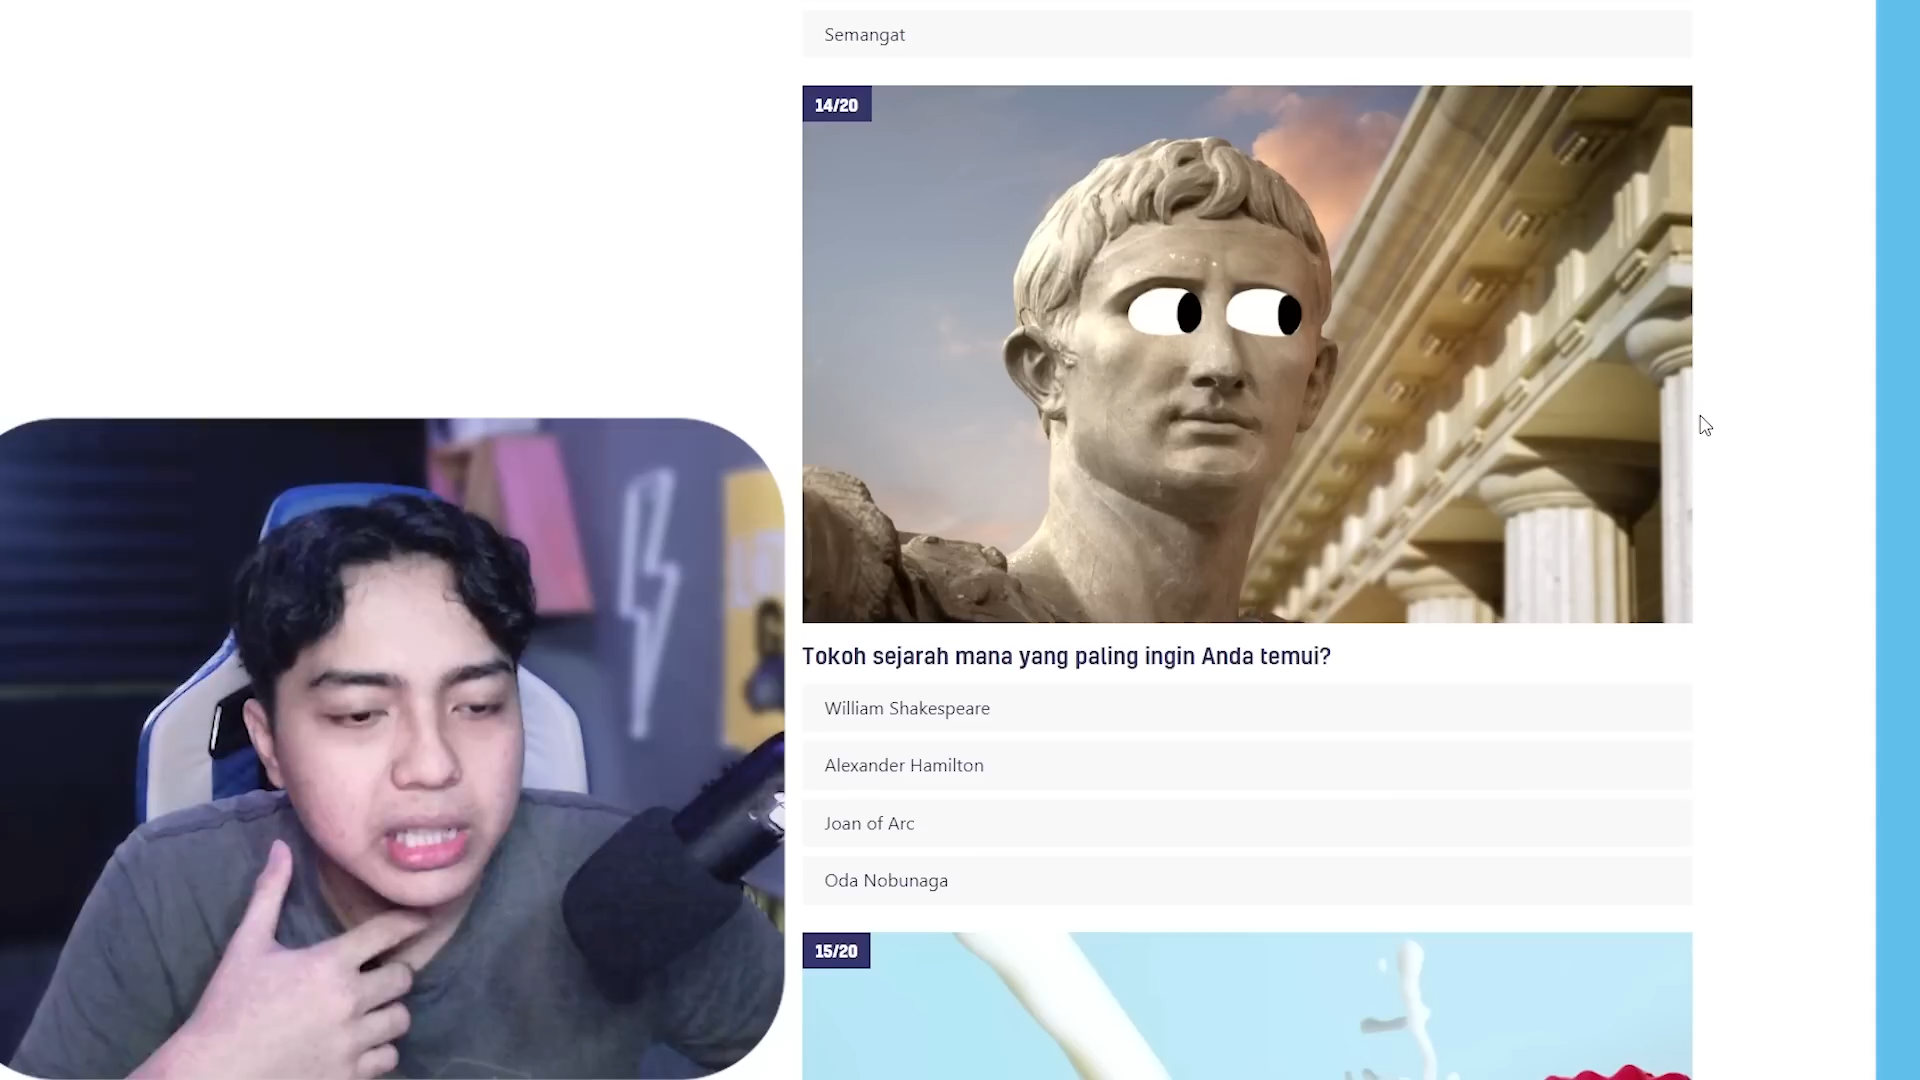 Semangat
14/20
Tokoh sejarah mana yang paling ingin Anda temui?
William Shakespeare
Alexander Hamilton
Joan of Arc
Oda Nobunaga
15/20